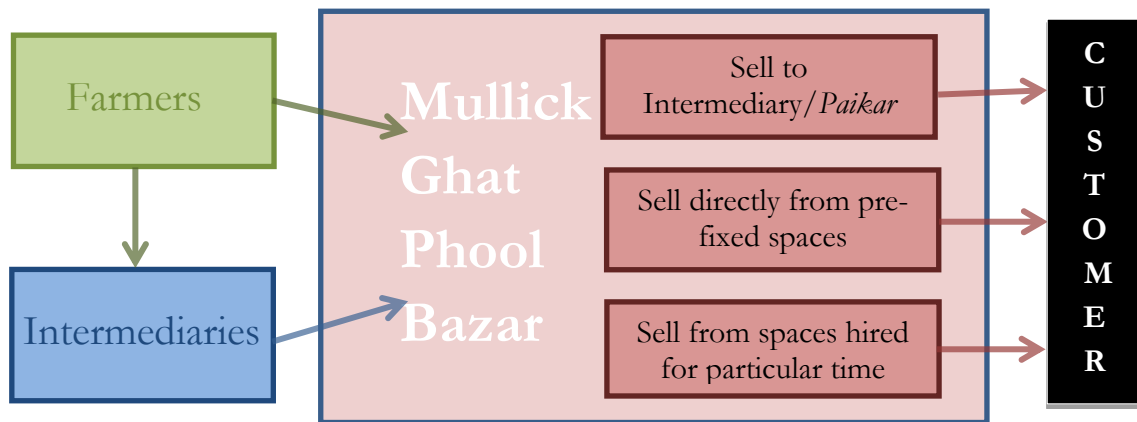 Farmers
Intermediaries
Mullick
Ghat
Phool
Bazar
Sell to
Intermediary/Paikar
Sell directly from pre-
fixed spaces
Sell from spaces hired
for particular time
C
U
S
T
O
M
E
R